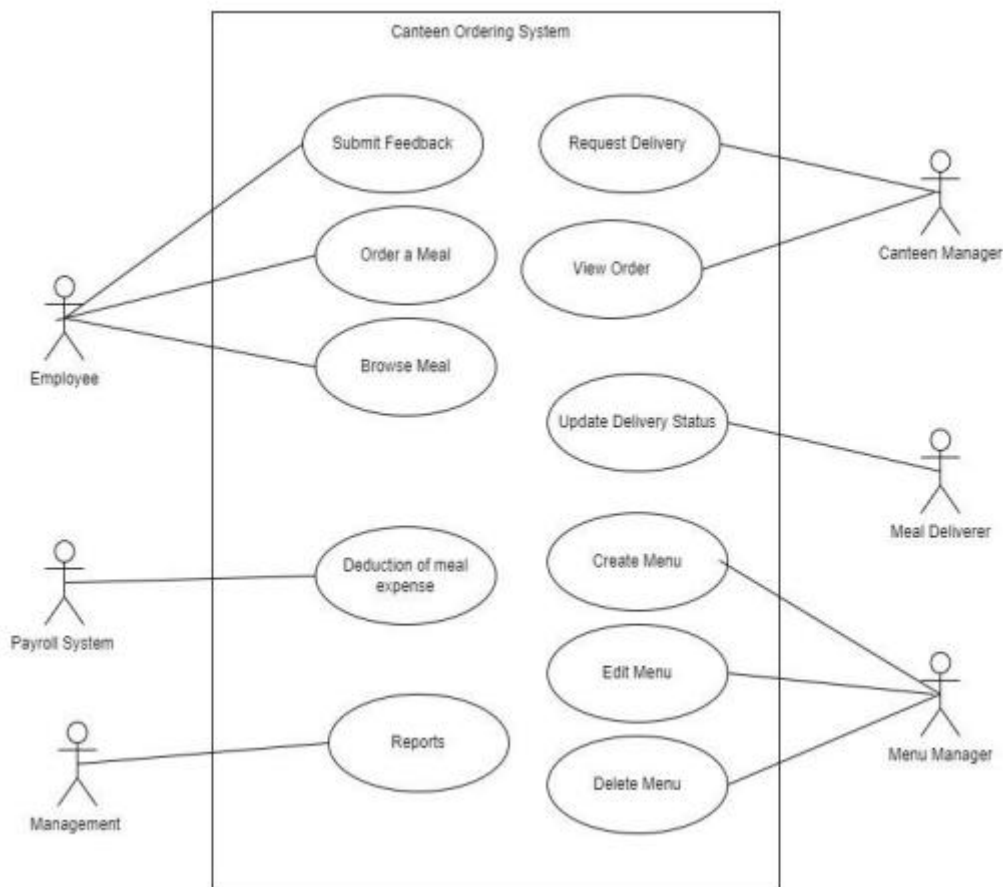 Canteen Ordering System
Submit Feedback
Request Delivery
Order a Meal
View Order
Canteen Manager
Employee
Browse Meal
Update Delivery Status
Meal Deliverer
Deduction of meal
expense
Create Menu
Payroll System
Edit Menu
Menu Manager
Reports
Delete Menu
Management